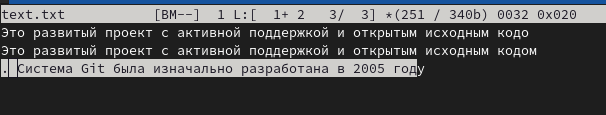 text.txt [BM--] 1 L:[ 1+ 2 3/ 3] *(251 / 340b) 0032 0x020
Это развитый проект с активной поддержкой и открытым исходным кодо
Это развитый проект с активной поддержкой и открытым исходным кодом
. Система Git была изначально разработана в 2005 году